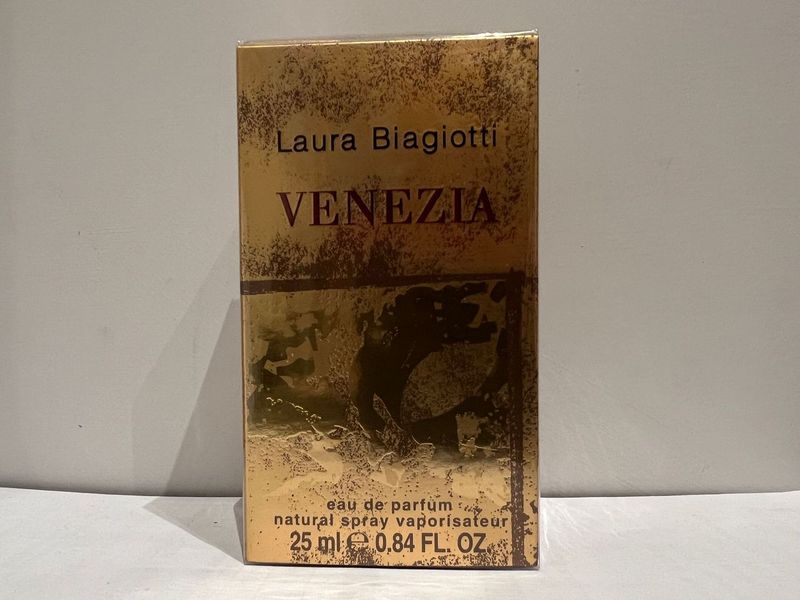 Laura Biagiotti
VENEZIA
eau de parfum
natural spray vaporisateur
25 ml ℮ 0.84 FL. OZ.